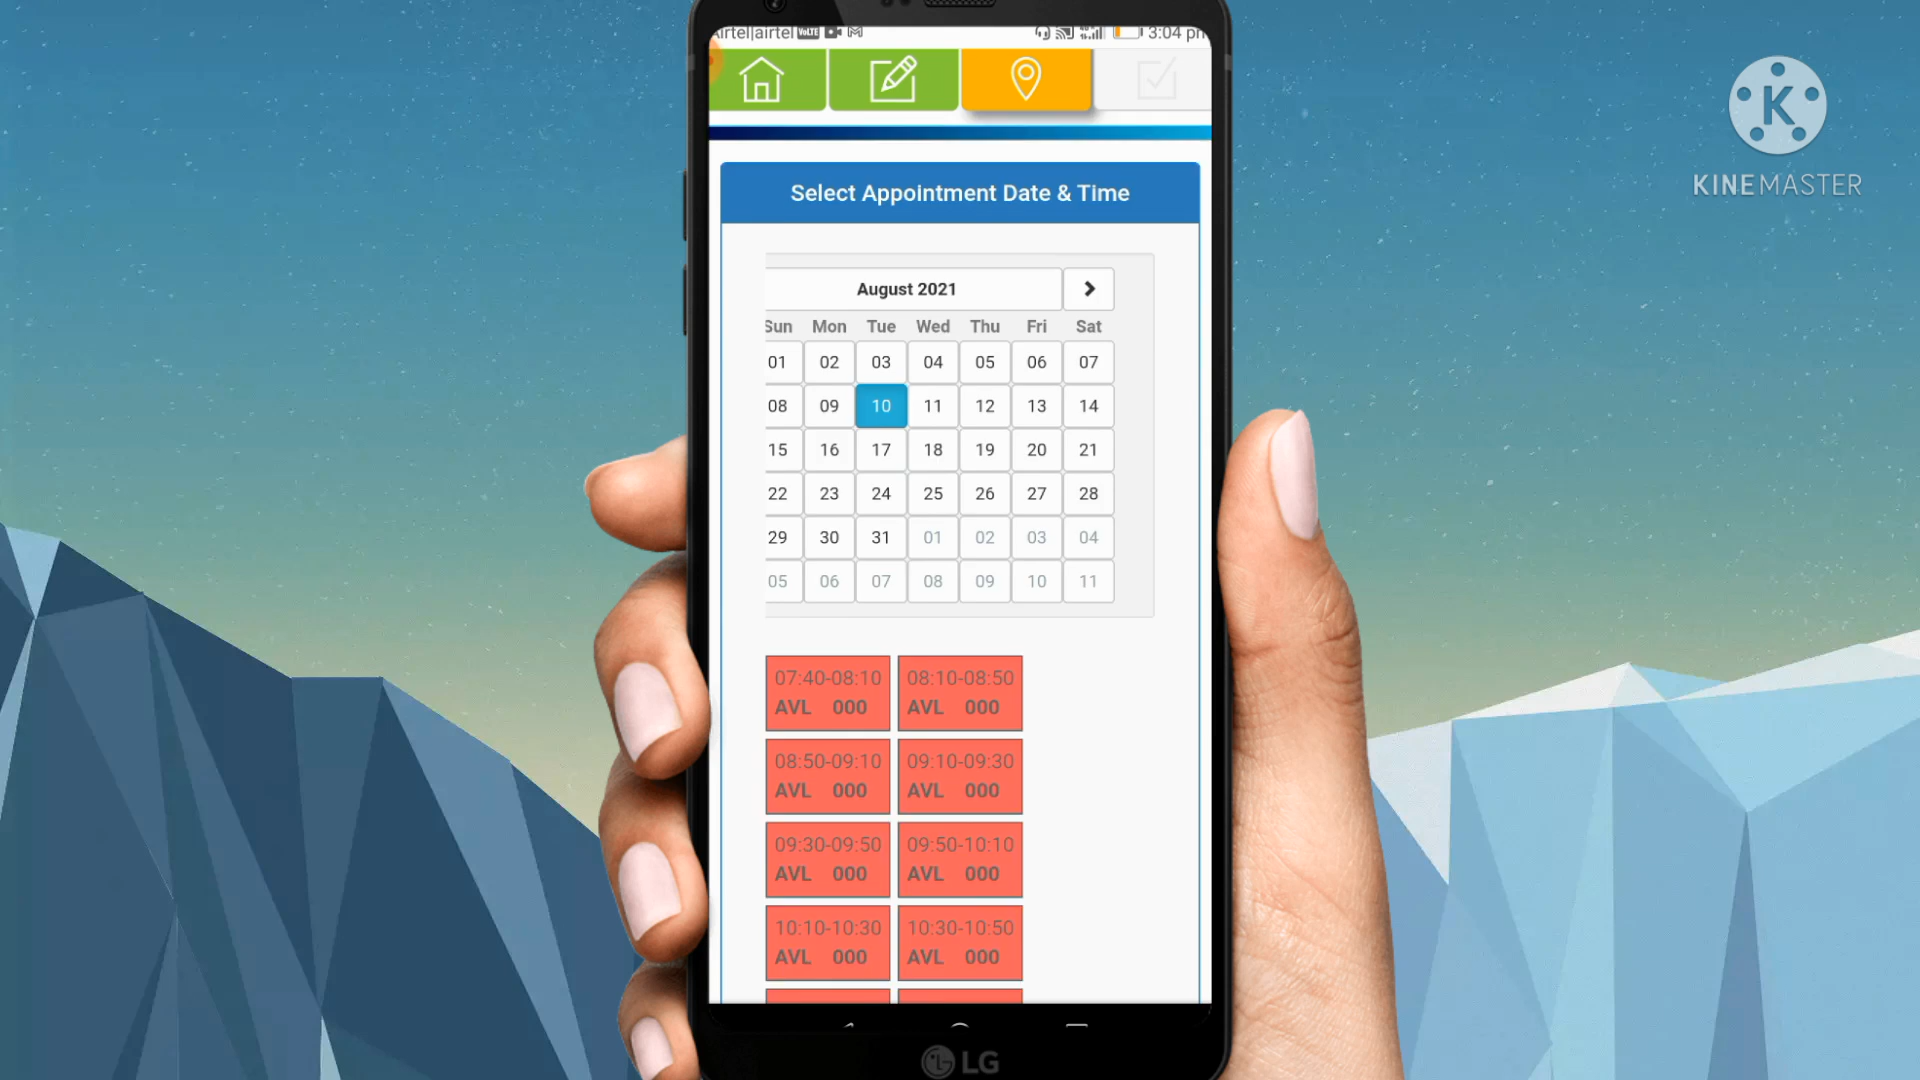 Airtel|airtel VoLTE 3:04 pm
Select Appointment Date & Time
August 2021
Sun Mon Tue Wed Thu Fri Sat
01 02 03 04 05 06 07
08 09 10 11 12 13 14
15 16 17 18 19 20 21
22 23 24 25 26 27 28
29 30 31 01 02 03 04
05 06 07 08 09 10 11
07:40-08:10 08:10-08:50
AVL 000 AVL 000
08:50-09:10 09:10-09:30
AVL 000 AVL 000
09:30-09:50 09:50-10:10
AVL 000 AVL 000
10:10-10:30 10:30-10:50
AVL 000 AVL 000
LG
K
KINEMASTER